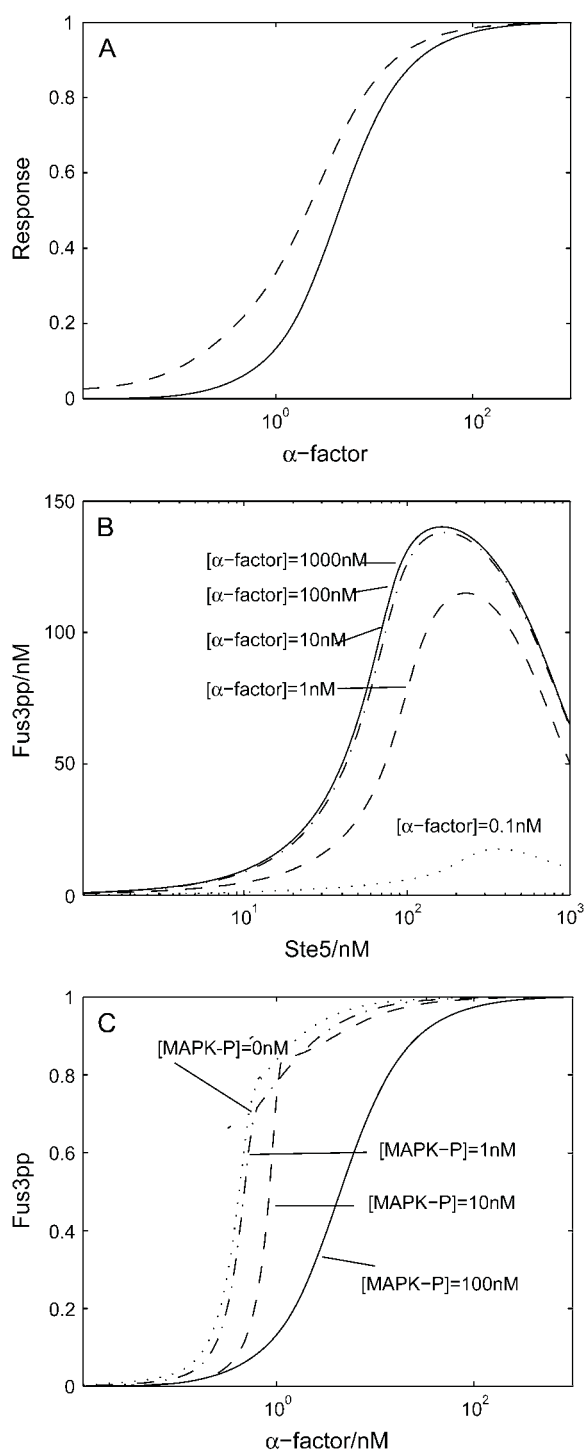 A
1
0.8
0.6
0.4
0.2
0
Response
10^0
10^2
α−factor
B
150
100
50
0
Fus3pp/nM
[α−factor]=1000nM
[α−factor]=100nM
[α−factor]=10nM
[α−factor]=1nM
[α−factor]=0.1nM
10^1
10^2
10^3
Ste5/nM
C
1
0.8
0.6
0.4
0.2
0
Fus3pp
[MAPK-P]=0nM
[MAPK−P]=1nM
[MAPK−P]=10nM
[MAPK−P]=100nM
10^0
10^2
α−factor/nM